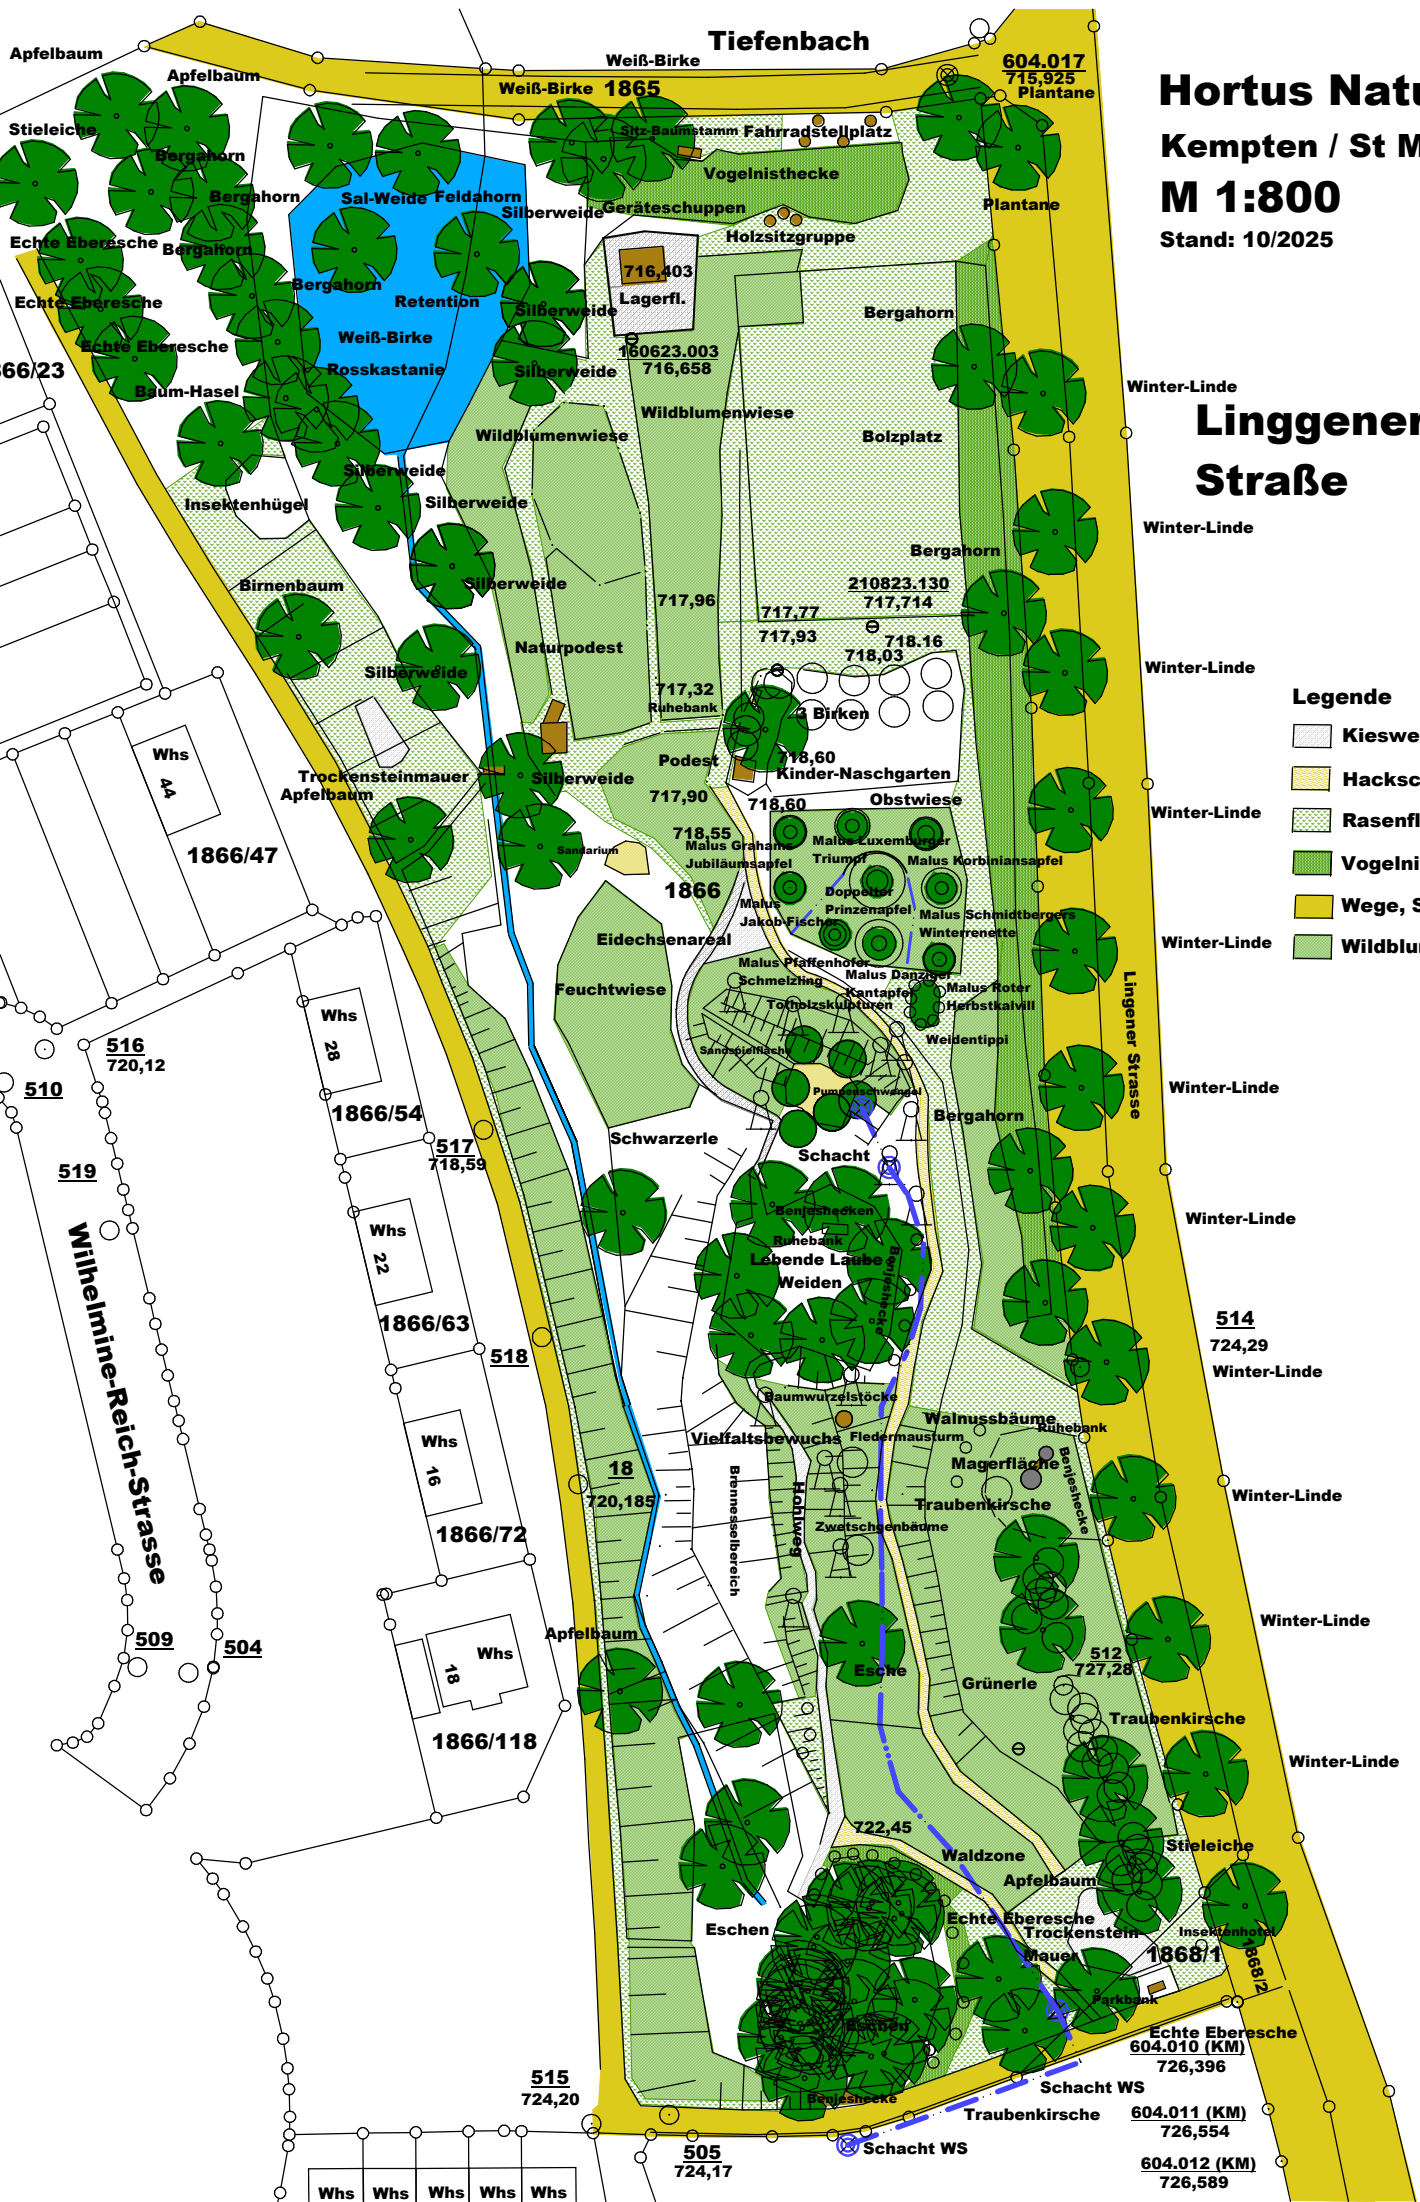 Tiefenbach
Apfelbaum
Weiß-Birke
604.017
715,925
Apfelbaum
Weiß-Birke
1865
Plantane
Hortus Natu
Kempten / St M
M 1:800
Stand: 10/2025
Stieleiche
Sitz-Baumstamm
Fahrradstellplatz
Bergahorn
Vogelnisthecke
Bergahorn
Sal-Weide
Feldahorn
Silberweide
Geräteschuppen
Plantane
Echte Eberesche
Bergahorn
Holzsitzgruppe
Bergahorn
716,403
Echte Eberesche
Retention
Silberweide
Lagerfl.
Bergahorn
Echte Eberesche
Weiß-Birke
160623.003
716,658
66/23
Rosskastanie
Silberweide
Baum-Hasel
Winter-Linde
Wildblumenwiese
Linggener
Straße
Wildblumenwiese
Bolzplatz
Silberweide
Insektenhügel
Silberweide
Winter-Linde
Bergahorn
Birnenbaum
Silberweide
210823.130
717,714
717,96
717,77
717,93
718.16
718,03
Naturpodest
Silberweide
Winter-Linde
717,32
Ruhebank
3 Birken
Legende
Kieswe
Whs
44
Podest
718,60
Kinder-Naschgarten
Trockensteinmauer
Silberweide
Hacksc
Apfelbaum
717,90
718,60
Obstwiese
Winter-Linde
Rasenfl
718,55
Malus Grahams
Jubiläumsapfel
Malus Luxemburger
Triumpf
Malus Korbiniansapfel
1866/47
Sandarium
Vogelni
1866
Doppelter
Prinzenapfel
Malus
Jakob-Fischer
Malus Schmidtbergers
Winterrenette
Wege, S
Eidechsenareal
Winter-Linde
Wildblur
Malus Pfaffenhofer
Schmelzling
Malus Danziger
Kantapfel
Feuchtwiese
Malus Roter
Herbstkalvill
Totholzskulpturen
Lingener Strasse
Whs
28
516
720,12
Sandspielfläche
Weidentippi
510
Pumpenschwengel
Winter-Linde
1866/54
Bergahorn
517
718,59
Schwarzerle
Schacht
519
Wilhelmine-Reich-Strasse
Whs
22
Benjeshecken
Winter-Linde
Ruhebank
Lebende Laube
Weiden
Benjeshecke
1866/63
514
724,29
518
Winter-Linde
Baumwurzelstöcke
Walnussbäume
Ruhebank
Vielfaltsbewuchs
Fledermausturm
Whs
16
18
720,185
Magerfläche
Benjeshecke
Brennesselbereich
Hohlweg
Traubenkirsche
Winter-Linde
1866/72
Zwetschgenbäume
509
504
Apfelbaum
Winter-Linde
Whs
18
Esche
512
727,28
Grünerle
1866/118
Traubenkirsche
Winter-Linde
722,45
Waldzone
Stieleiche
Apfelbaum
Eschen
Echte Eberesche
Trockenstein-
Mauer
Insektenhotel
1868/1
1868/2
Parkbank
Eschen
Echte Eberesche
604.010 (KM)
726,396
515
724,20
Benjeshecke
Schacht WS
Traubenkirsche
604.011 (KM)
726,554
505
724,17
Schacht WS
604.012 (KM)
726,589
Whs
Whs
Whs
Whs
Whs